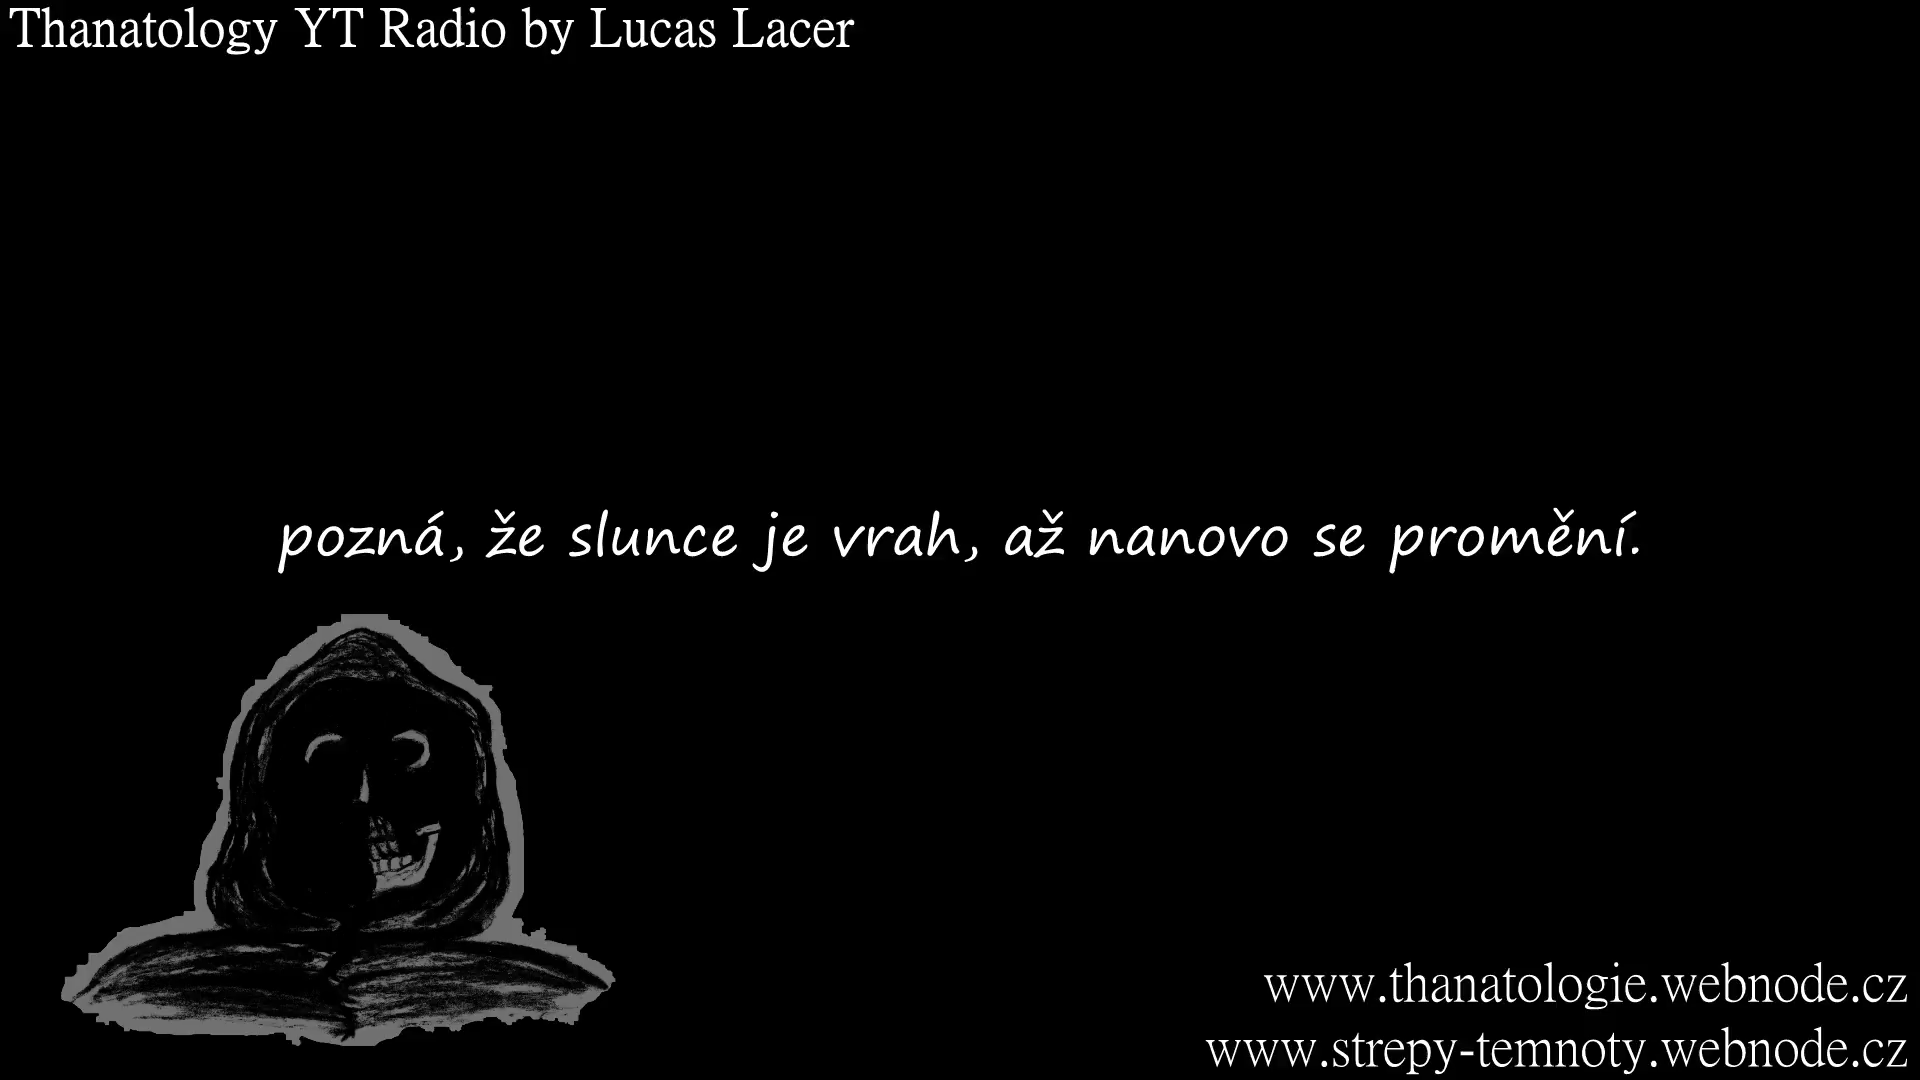 Thanatology YT Radio by Lucas Lacer
pozná, že slunce je vrah, až nanovo se promění.
www.thanatologie.webnode.cz
www.strepy-temnoty.webnode.cz